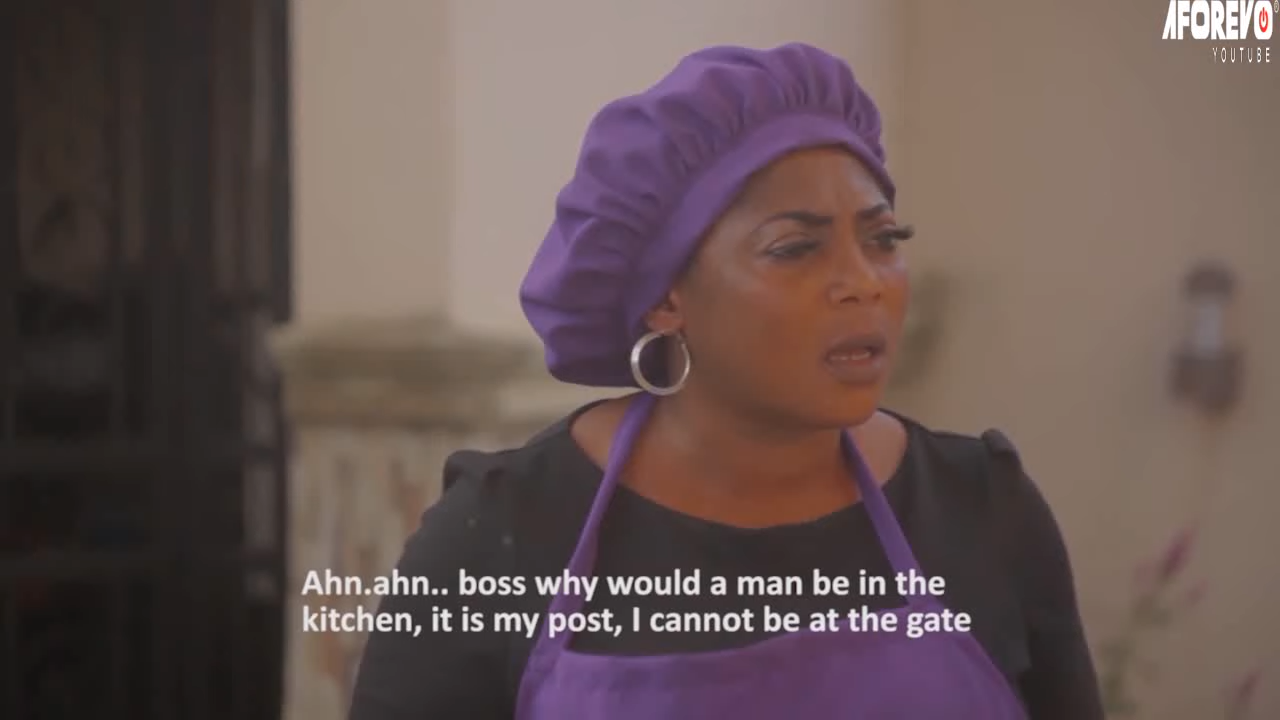 AFOREVO
YOUTUBE
Ahn.ahn.. boss why would a man be in the
kitchen, it is my post, I cannot be at the gate